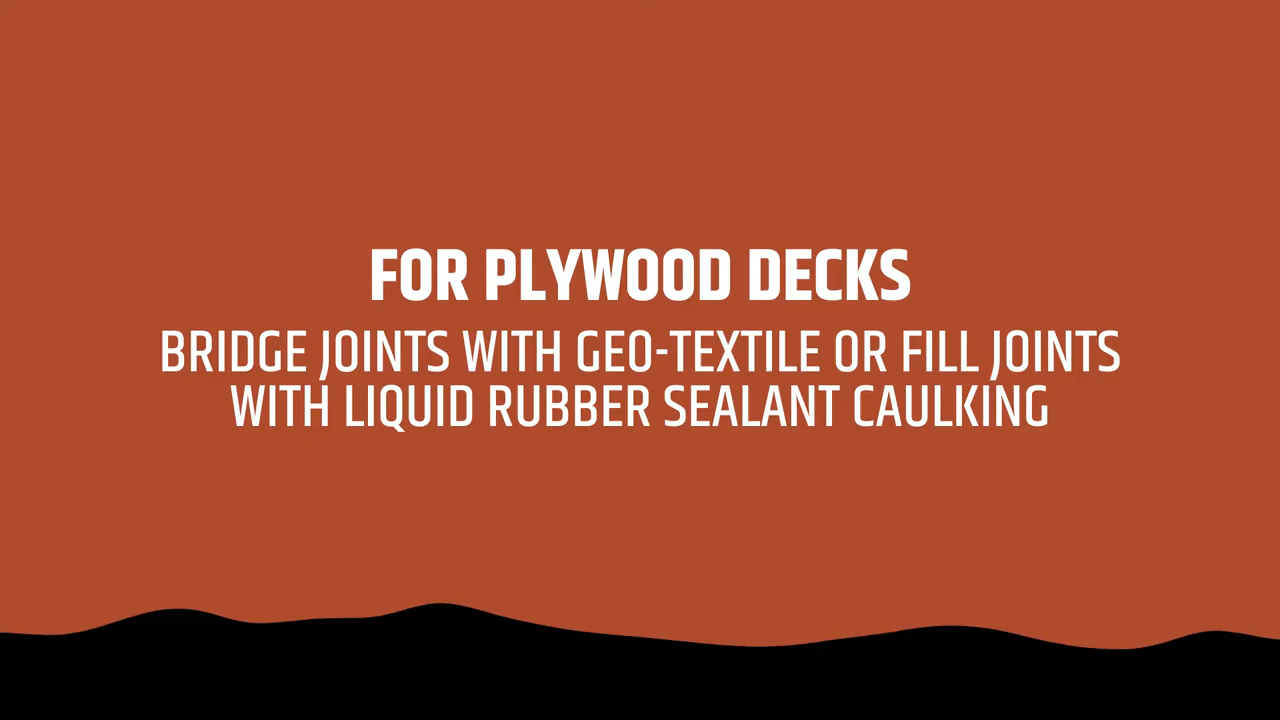 FOR PLYWOOD DECKS
BRIDGE JOINTS WITH GEO-TEXTILE OR FILL JOINTS
WITH LIQUID RUBBER SEALANT CAULKING